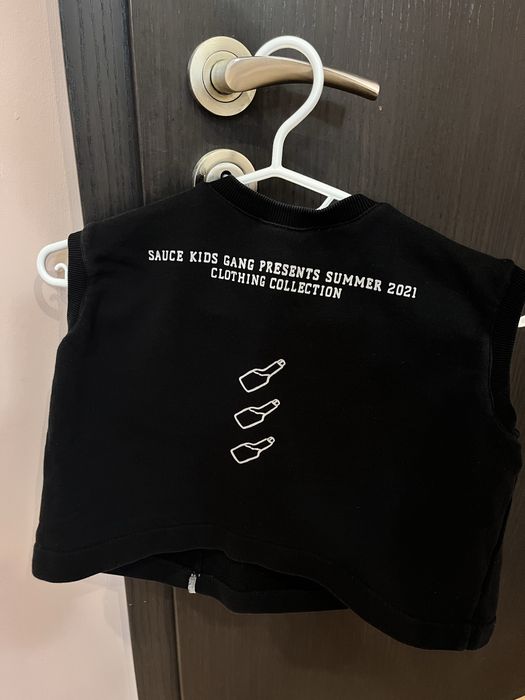 SAUCE KIDS GANG PRESENTS SUMMER 2021
CLOTHING COLLECTION